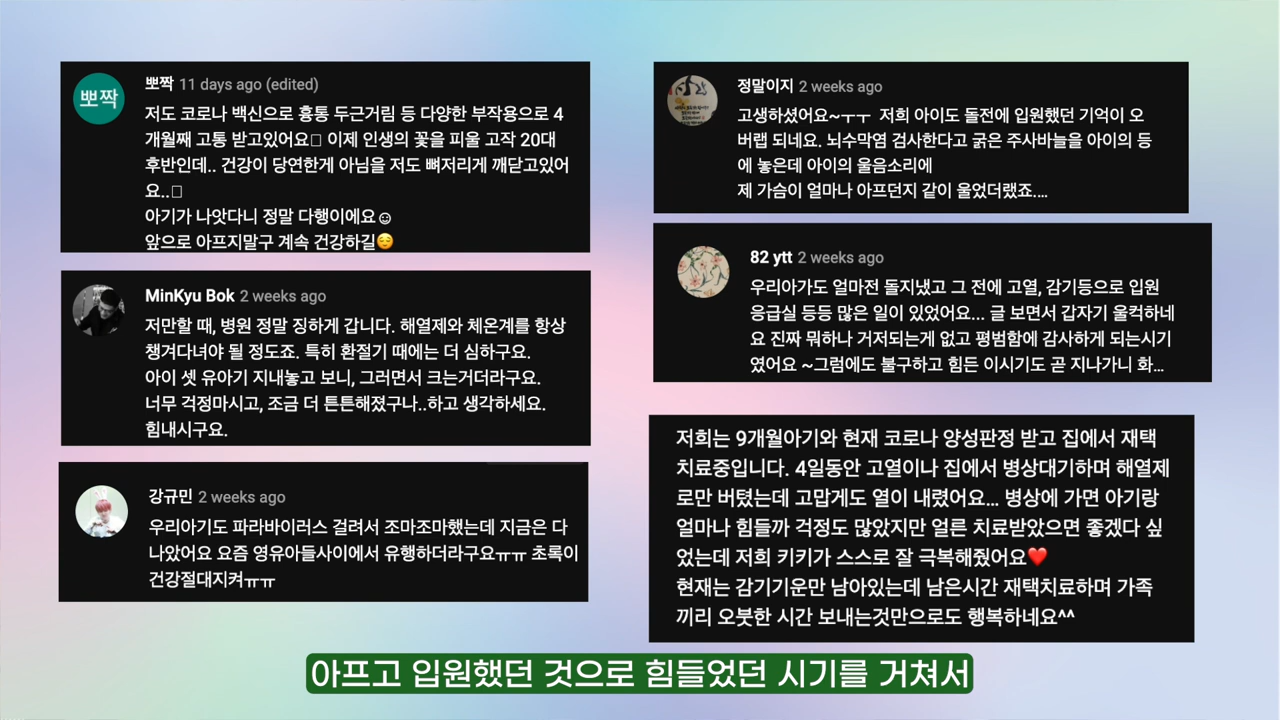 뽀짝
뽀짝 11 days ago (edited)
저도 코로나 백신으로 흉통 두근거림 등 다양한 부작용으로 4
개월째 고통 받고있어요 이제 인생의 꽃을 피울 고작 20대
후반인데.. 건강이 당연한게 아님을 저도 뼈저리게 깨닫고있어
요..
아기가 나앗다니 정말 다행이에요☺
앞으로 아프지말구 계속 건강하길😌
MinKyu Bok 2 weeks ago
저만할 때, 병원 정말 징하게 갑니다. 해열제와 체온계를 항상
챙겨다녀야 될 정도죠. 특히 환절기 때에는 더 심하구요.
아이 셋 유아기 지내놓고 보니, 그러면서 크는거더라구요.
너무 걱정마시고, 조금 더 튼튼해졌구나..하고 생각하세요.
힘내시구요.
강규민 2 weeks ago
우리아기도 파라바이러스 걸려서 조마조마했는데 지금은 다
나았어요 요즘 영유아들사이에서 유행하더라구요ㅠㅠ 초록이
건강절대지켜ㅠㅠ
정말이지 2 weeks ago
고생하셨어요~ㅜㅜ 저희 아이도 돌전에 입원했던 기억이 오
버랩 되네요. 뇌수막염 검사한다고 굵은 주사바늘을 아이의 등
에 놓은데 아이의 울음소리에
제 가슴이 얼마나 아프던지 같이 울었더랬죠....
82 ytt 2 weeks ago
우리아가도 얼마전 돌지냈고 그 전에 고열, 감기등으로 입원
응급실 등등 많은 일이 있었어요... 글 보면서 갑자기 울컥하네
요 진짜 뭐하나 거저되는게 없고 평범함에 감사하게 되는시기
였어요 ~그럼에도 불구하고 힘든 이시기도 곧 지나가니 화...
저희는 9개월아기와 현재 코로나 양성판정 받고 집에서 재택
치료중입니다. 4일동안 고열이나 집에서 병상대기하며 해열제
로만 버텼는데 고맙게도 열이 내렸어요... 병상에 가면 아기랑
얼마나 힘들까 걱정도 많았지만 얼른 치료받았으면 좋겠다 싶
었는데 저희 키키가 스스로 잘 극복해줬어요❤️
현재는 감기기운만 남아있는데 남은시간 재택치료하며 가족
끼리 오붓한 시간 보내는것만으로도 행복하네요^^
아프고 입원했던 것으로 힘들었던 시기를 거쳐서